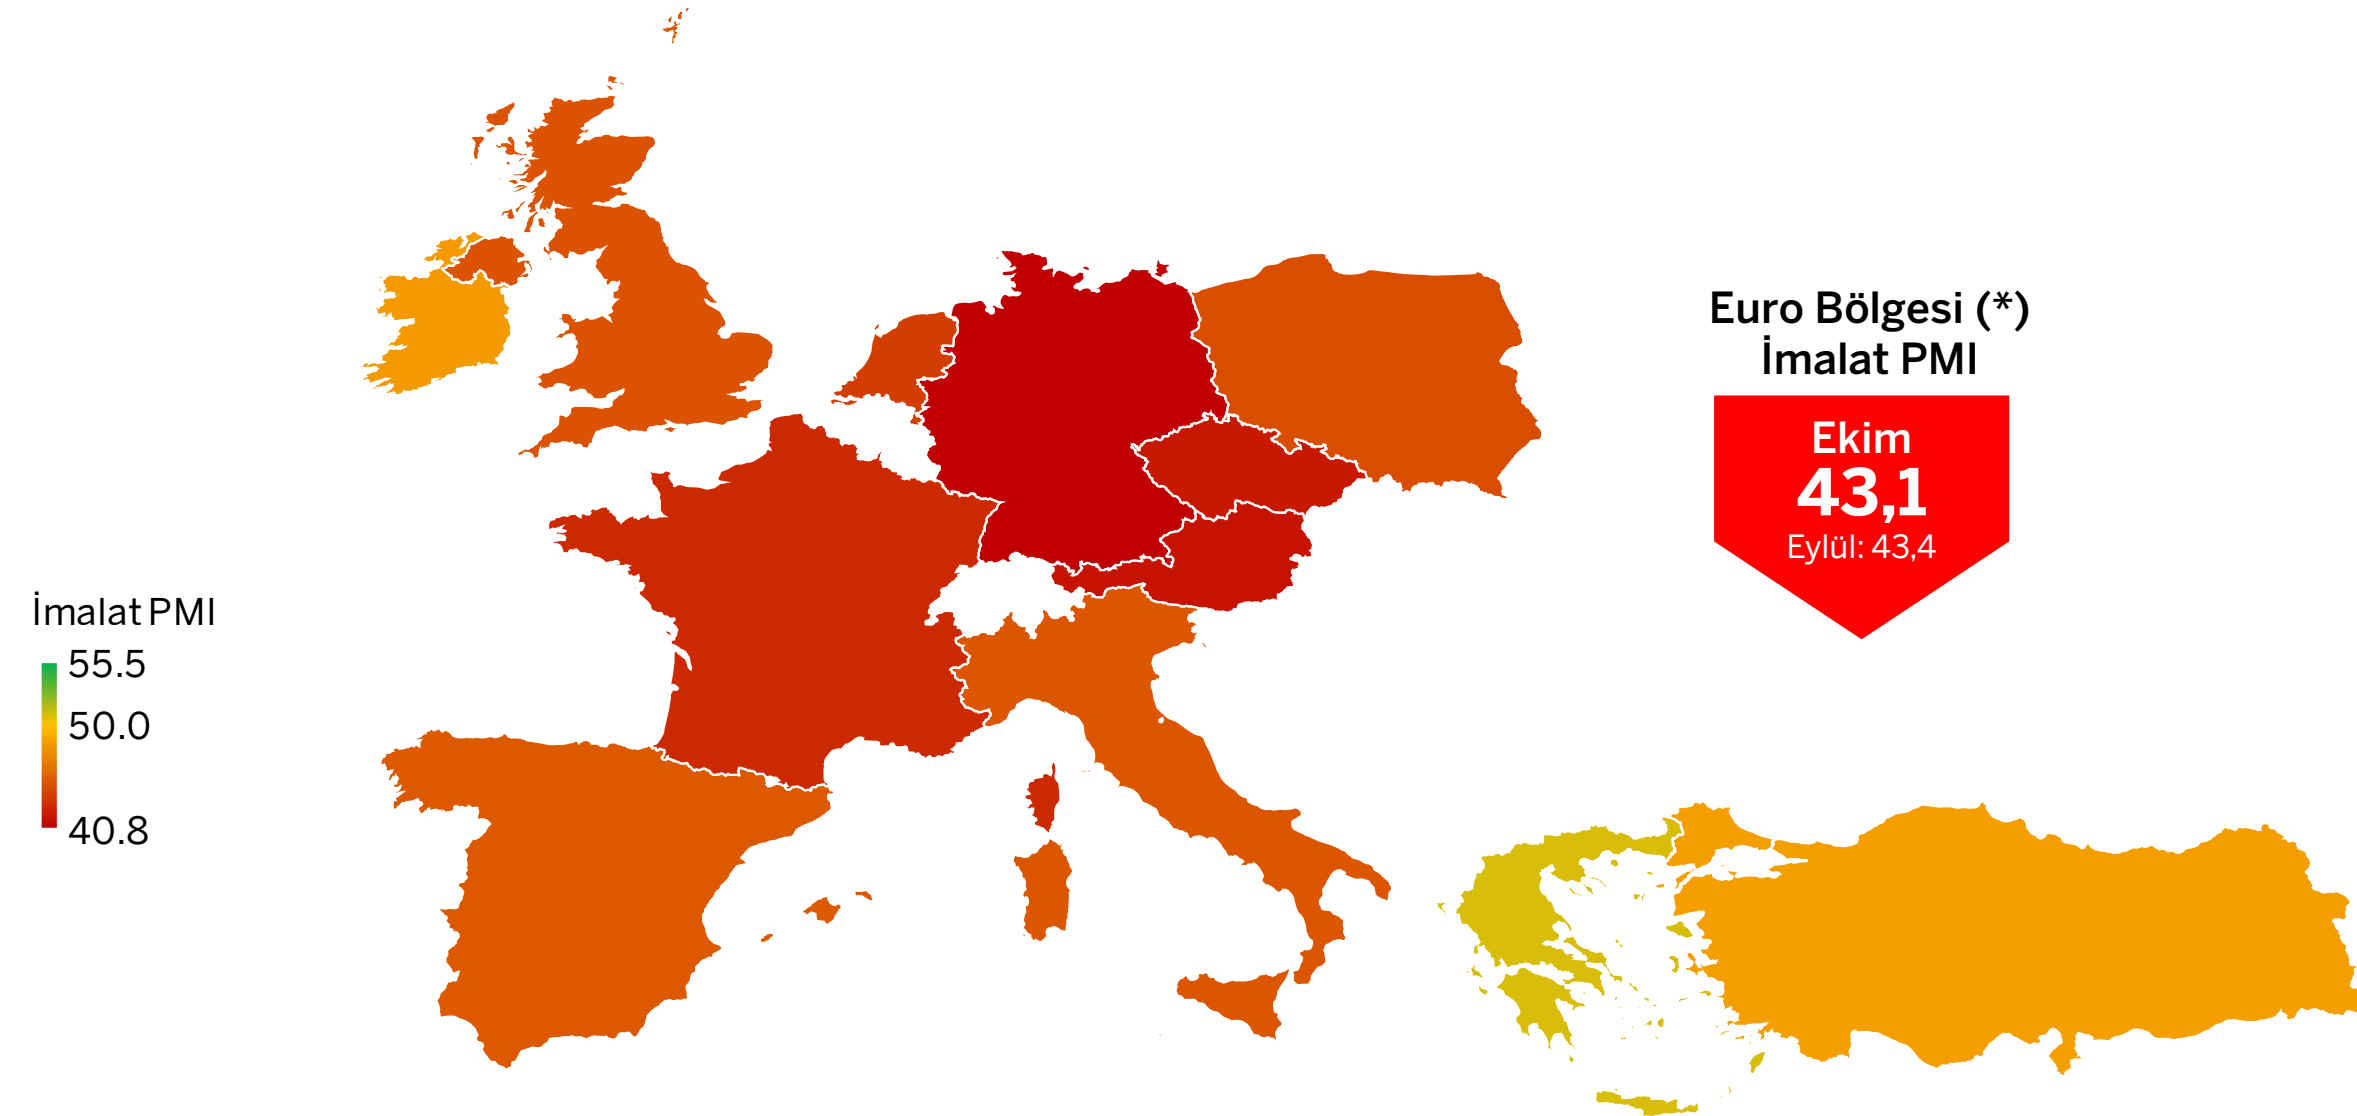 Euro Bölgesi (*)
İmalat PMI
Ekim
43,1
Eylül: 43,4
İmalat PMI
55.5
50.0
40.8